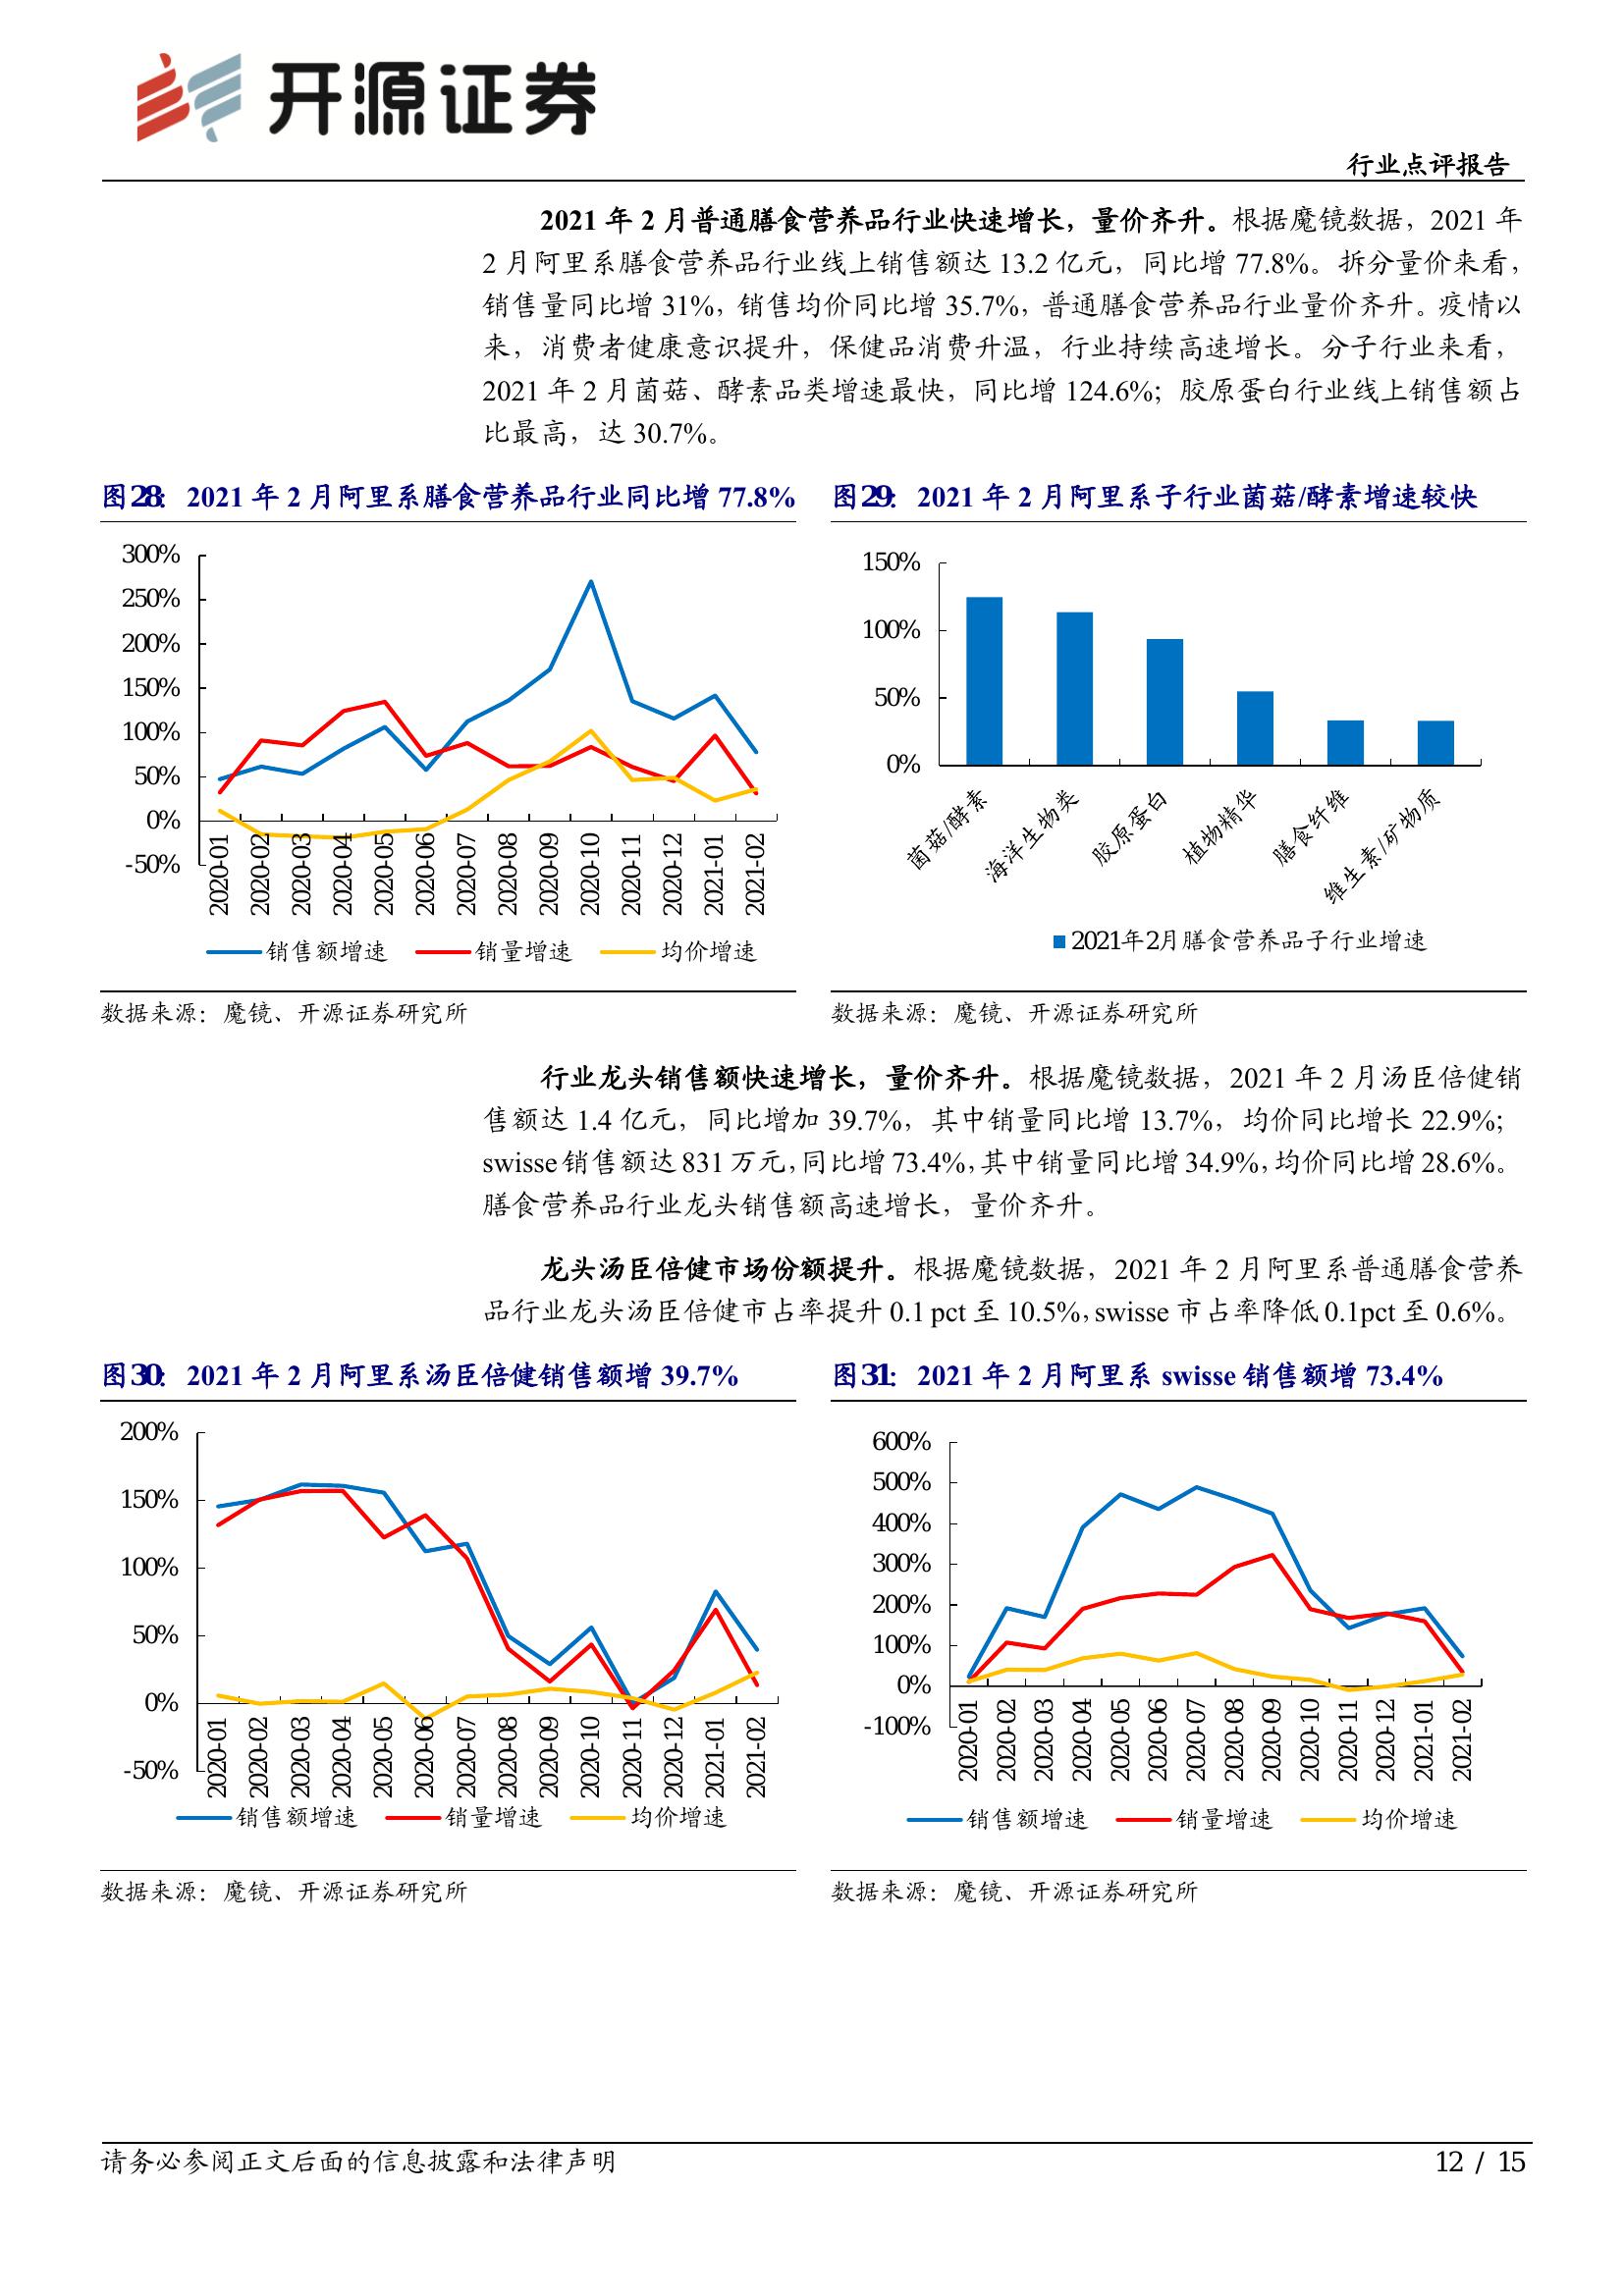 开源证券
行业点评报告
2021 年 2 月普通膳食营养品行业快速增长，量价齐升。根据魔镜数据，2021 年
2 月阿里系膳食营养品行业线上销售额达 13.2 亿元，同比增 77.8%。拆分量价来看，
销售量同比增 31%，销售均价同比增 35.7%，普通膳食营养品行业量价齐升。疫情以
来，消费者健康意识提升，保健品消费升温，行业持续高速增长。分子行业来看，
2021 年 2 月菌菇、酵素品类增速最快，同比增 124.6%；胶原蛋白行业线上销售额占
比最高，达 30.7%。
图28：2021 年 2 月阿里系膳食营养品行业同比增 77.8%
300%
250%
200%
150%
100%
50%
0%
-50%
2020-01
2020-02
2020-03
2020-04
2020-05
2020-06
2020-07
2020-08
2020-09
2020-10
2020-11
2020-12
2021-01
2021-02
销售额增速
销量增速
均价增速
数据来源：魔镜、开源证券研究所
图29：2021 年 2 月阿里系子行业菌菇/酵素增速较快
150%
100%
50%
0%
菌菇/酵素
海洋生物类
胶原蛋白
植物精华
膳食纤维
维生素/矿物质
2021年2月膳食营养品子行业增速
数据来源：魔镜、开源证券研究所
行业龙头销售额快速增长，量价齐升。根据魔镜数据，2021 年 2 月汤臣倍健销
售额达 1.4 亿元，同比增加 39.7%，其中销量同比增 13.7%，均价同比增长 22.9%；
swisse 销售额达 831 万元，同比增 73.4%，其中销量同比增 34.9%，均价同比增 28.6%。
膳食营养品行业龙头销售额高速增长，量价齐升。
龙头汤臣倍健市场份额提升。根据魔镜数据，2021 年 2 月阿里系普通膳食营养
品行业龙头汤臣倍健市占率提升 0.1 pct 至 10.5%，swisse 市占率降低 0.1pct 至 0.6%。
图30：2021 年 2 月阿里系汤臣倍健销售额增 39.7%
200%
150%
100%
50%
0%
-50%
2020-01
2020-02
2020-03
2020-04
2020-05
2020-06
2020-07
2020-08
2020-09
2020-10
2020-11
2020-12
2021-01
2021-02
销售额增速
销量增速
均价增速
数据来源：魔镜、开源证券研究所
图31：2021 年 2 月阿里系 swisse 销售额增 73.4%
600%
500%
400%
300%
200%
100%
0%
-100%
2020-01
2020-02
2020-03
2020-04
2020-05
2020-06
2020-07
2020-08
2020-09
2020-10
2020-11
2020-12
2021-01
2021-02
销售额增速
销量增速
均价增速
数据来源：魔镜、开源证券研究所
请务必参阅正文后面的信息披露和法律声明
12 / 15